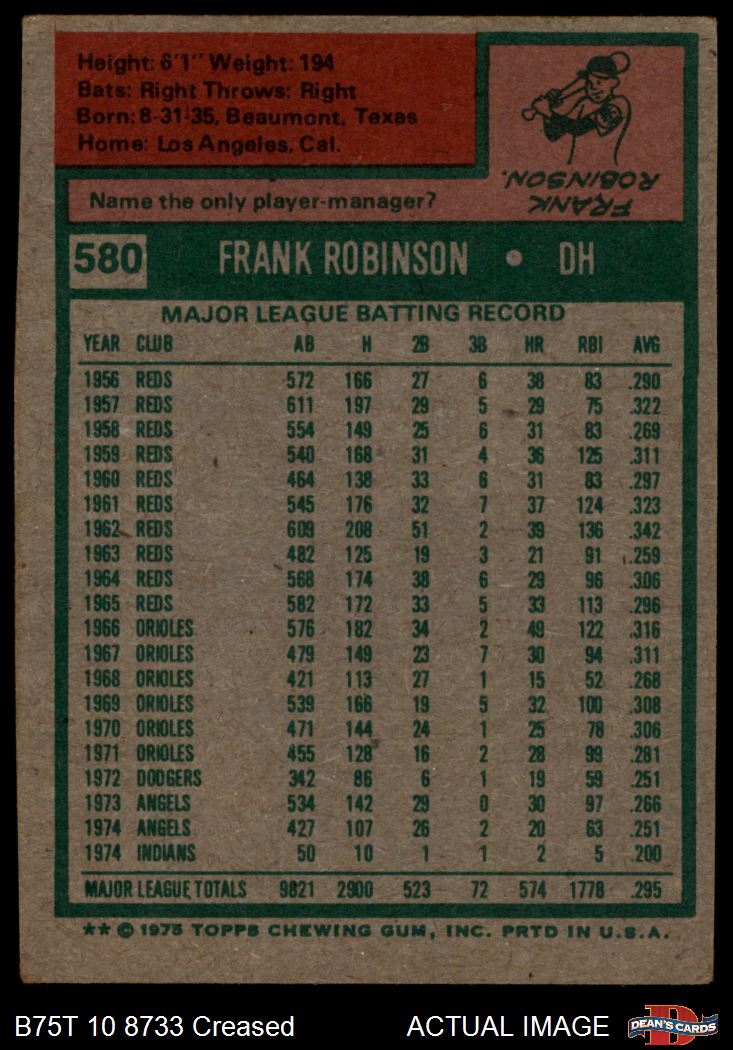 Height: 6'1" Weight: 194
Bats: Right Throws: Right
Born: 8-31-35, Beaumont, Texas
Home: Los Angeles, Cal.
Name the only player-manager?
FRANK
ROBINSON.
580 FRANK ROBINSON • DH
MAJOR LEAGUE BATTING RECORD
YEAR CLUB AB H 2B 3B HR RBI AVG
1956 REDS 572 166 27 6 38 83 .290
1957 REDS 611 197 29 5 29 75 .322
1958 REDS 554 149 25 6 31 83 .269
1959 REDS 540 168 31 4 36 125 .311
1960 REDS 464 138 33 6 31 83 .297
1961 REDS 545 176 32 7 37 124 .323
1962 REDS 609 208 51 2 39 136 .342
1963 REDS 482 125 19 3 21 91 .259
1964 REDS 568 174 38 6 29 96 .306
1965 REDS 582 172 33 5 33 113 .296
1966 ORIOLES 576 182 34 2 49 122 .316
1967 ORIOLES 479 149 23 7 30 94 .311
1968 ORIOLES 421 113 27 1 15 52 .268
1969 ORIOLES 539 166 19 5 32 100 .308
1970 ORIOLES 471 144 24 1 25 78 .306
1971 ORIOLES 455 128 16 2 28 99 .281
1972 DODGERS 342 86 6 1 19 59 .251
1973 ANGELS 534 142 29 0 30 97 .266
1974 ANGELS 427 107 26 2 20 63 .251
1974 INDIANS 50 10 1 1 2 5 .200
MAJOR LEAGUE TOTALS 9821 2900 523 72 574 1778 .295
** © 1975 TOPPS CHEWING GUM, INC. PRTD IN U.S.A.
B75T 10 8733 Creased ACTUAL IMAGE DEAN'S CARDS